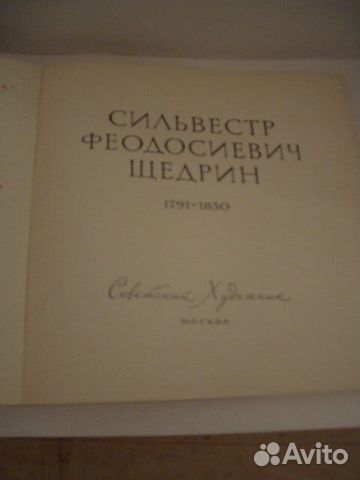 СИЛЬВЕСТР
ФЕОДОСИЕВИЧ
ЩЕДРИН
1791-1830
Советский Художник
МОСКВА
Avito